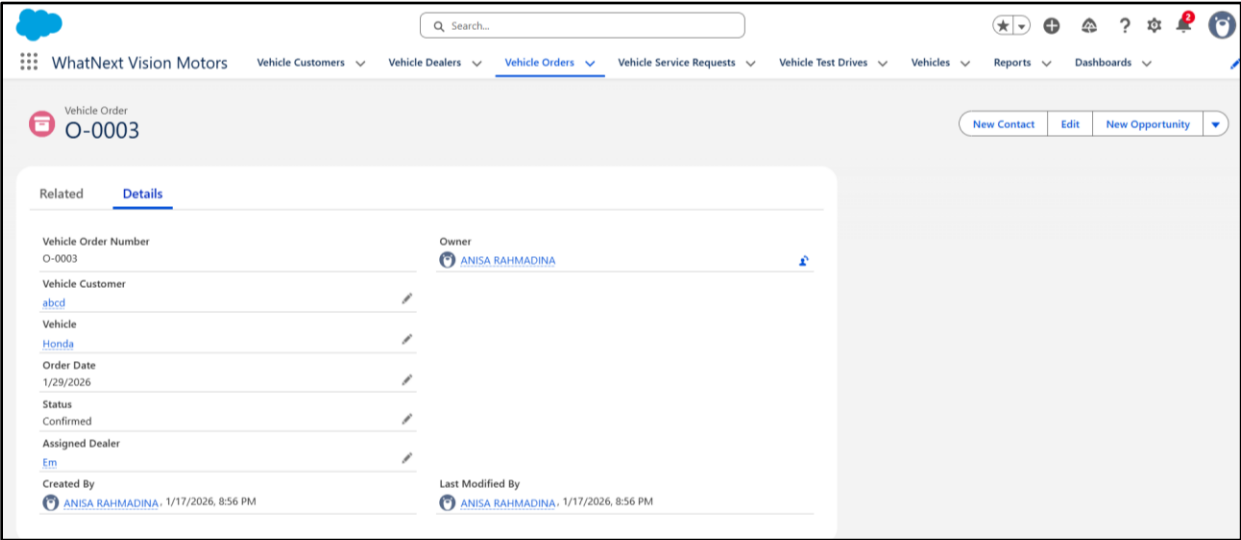 Search...
2
WhatNext Vision Motors Vehicle Customers Vehicle Dealers Vehicle Orders Vehicle Service Requests Vehicle Test Drives Vehicles Reports Dashboards
Vehicle Order
O-0003
New Contact Edit New Opportunity
Related Details
Vehicle Order Number
O-0003
Owner
ANISA RAHMADINA
Vehicle Customer
abcd
Vehicle
Honda
Order Date
1/29/2026
Status
Confirmed
Assigned Dealer
Em
Created By
ANISA RAHMADINA, 1/17/2026, 8:56 PM
Last Modified By
ANISA RAHMADINA, 1/17/2026, 8:56 PM